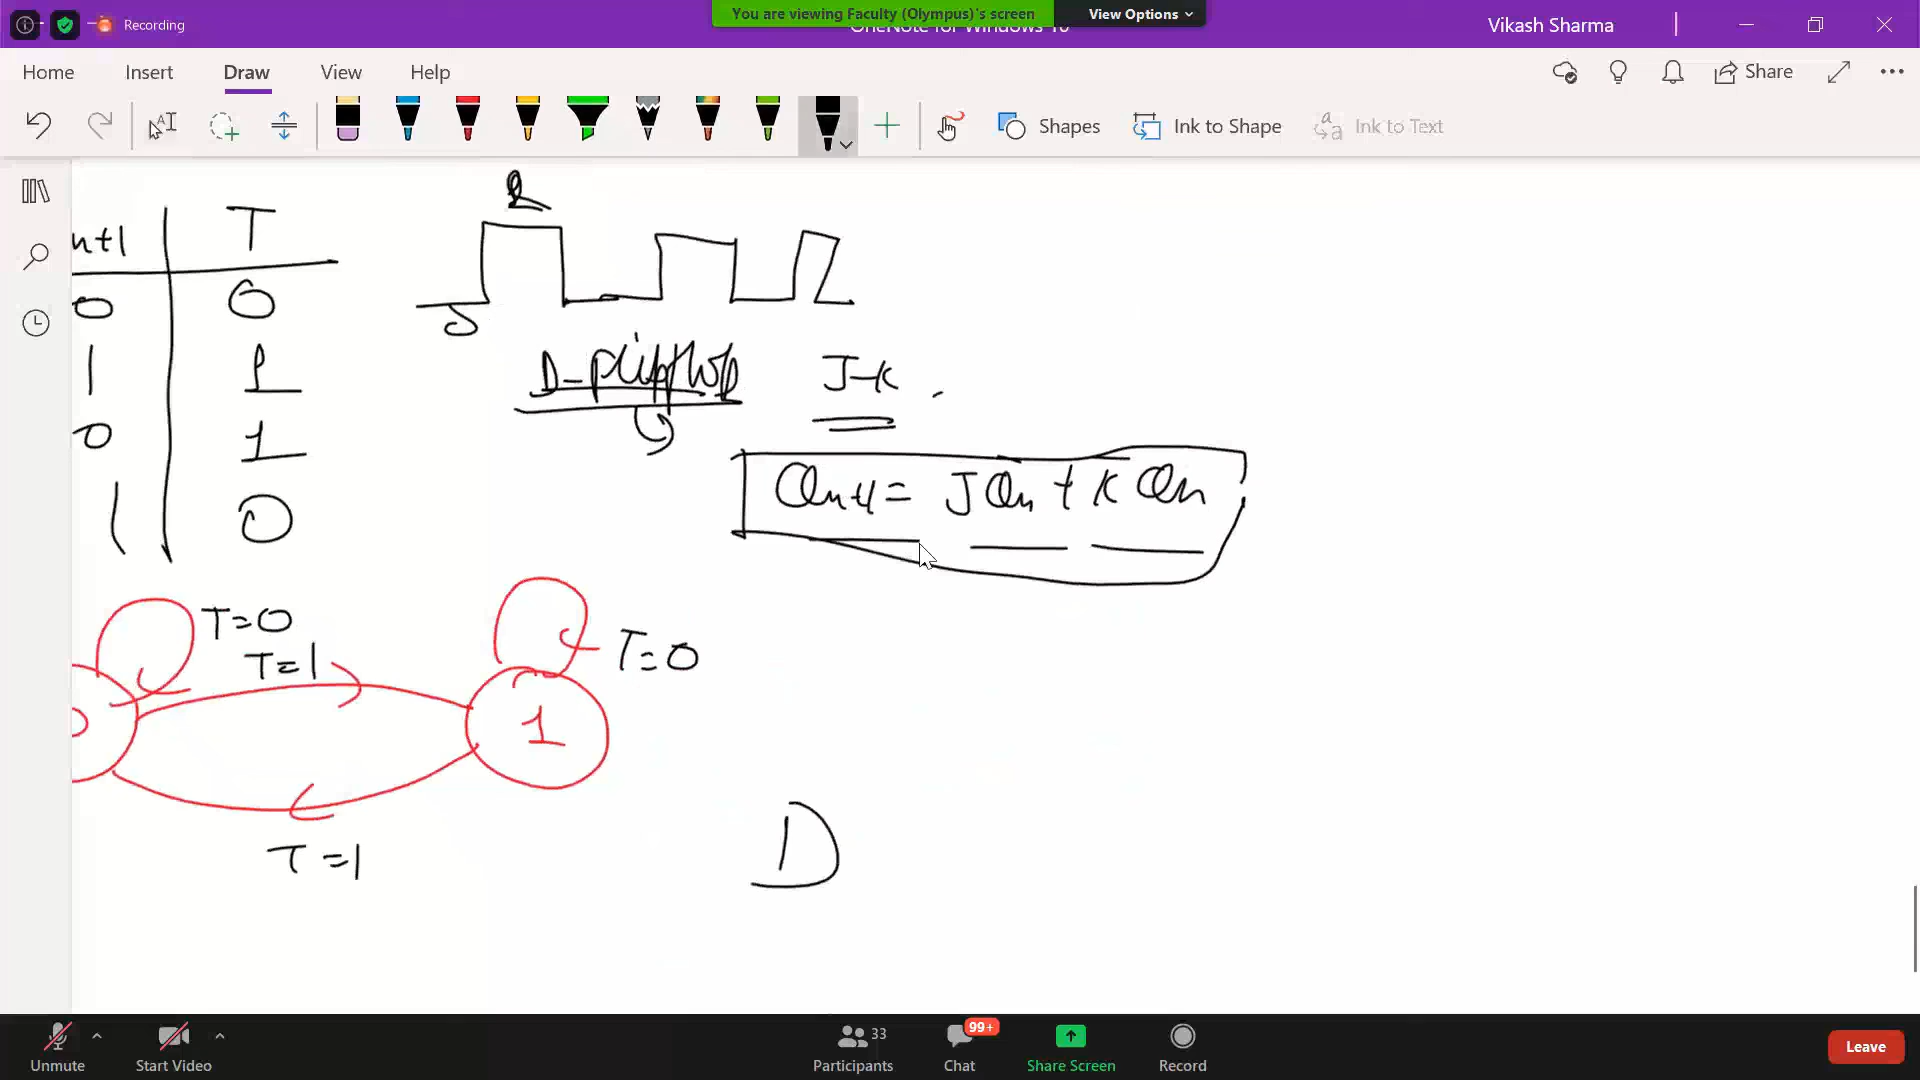 You are viewing Faculty (Olympus)'s screen
View Options
Recording
Vikash Sharma
Home
Insert
Draw
View
Help
Share
Shapes
Ink to Shape
Ink to Text
n+1 T
0 0
1 1
0 1
1 0
J-K
Qn+1 = JQn + KQn
T=0
T=1
T=0
1
T=1
D
Unmute
Start Video
Participants
33
Chat
99+
Share Screen
Record
Leave